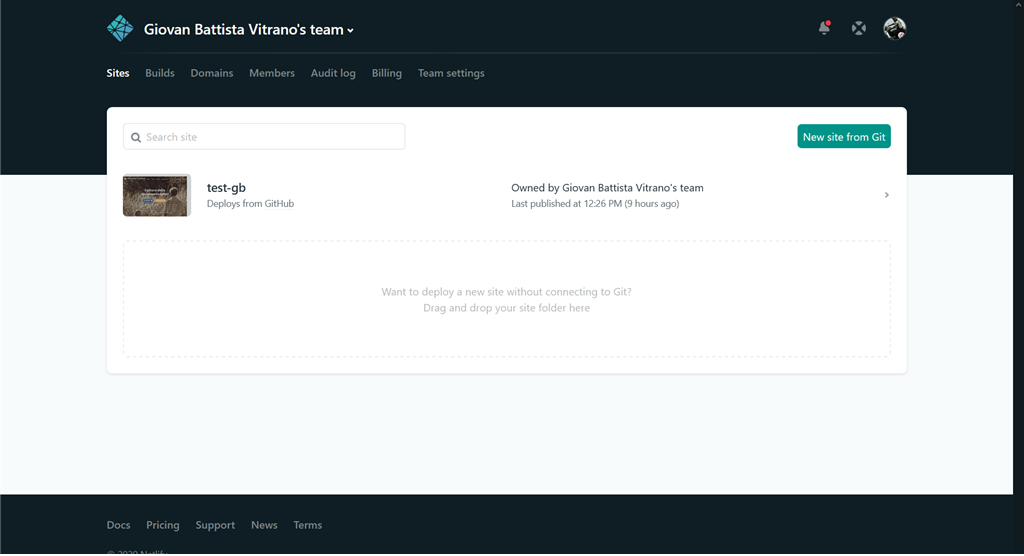 Giovan Battista Vitrano's team
Sites Builds Domains Members Audit log Billing Team settings
Search site
New site from Git
test-gb
Deploys from GitHub
Owned by Giovan Battista Vitrano's team
Last published at 12:26 PM (9 hours ago)
Want to deploy a new site without connecting to Git?
Drag and drop your site folder here
Docs Pricing Support News Terms
© 2020 Netlify